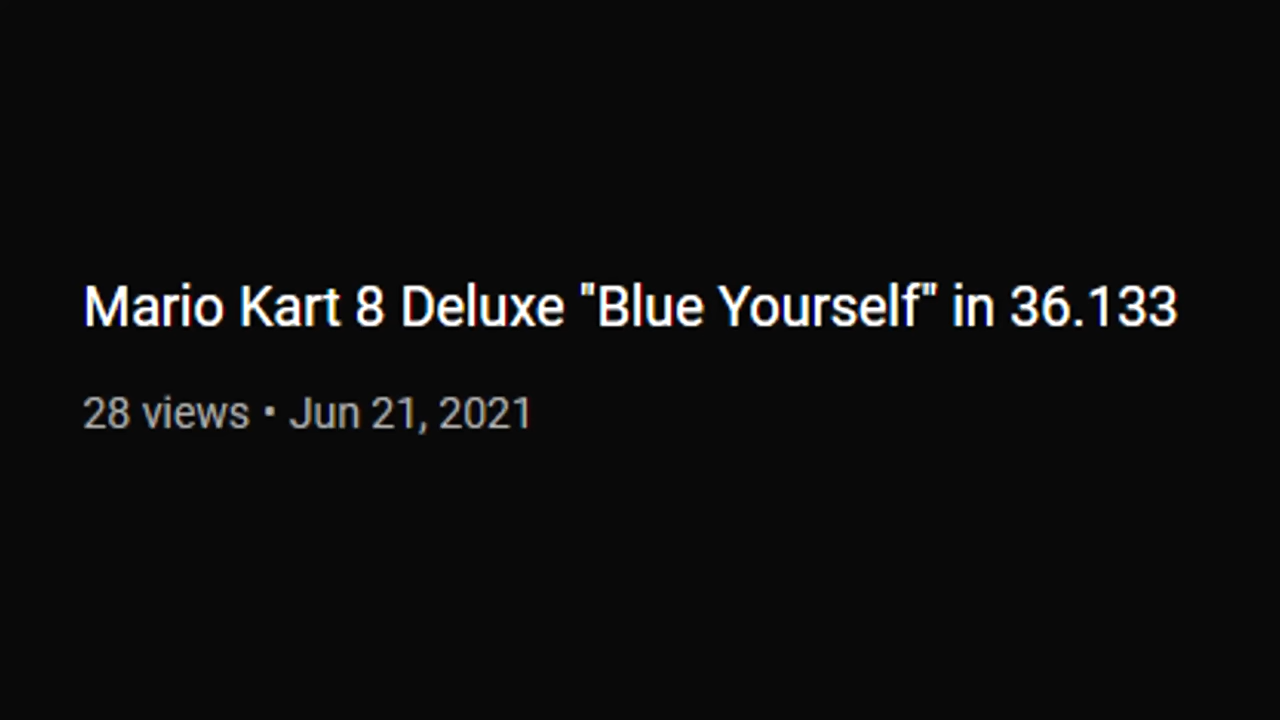 Mario Kart 8 Deluxe "Blue Yourself" in 36.133
28 views • Jun 21, 2021